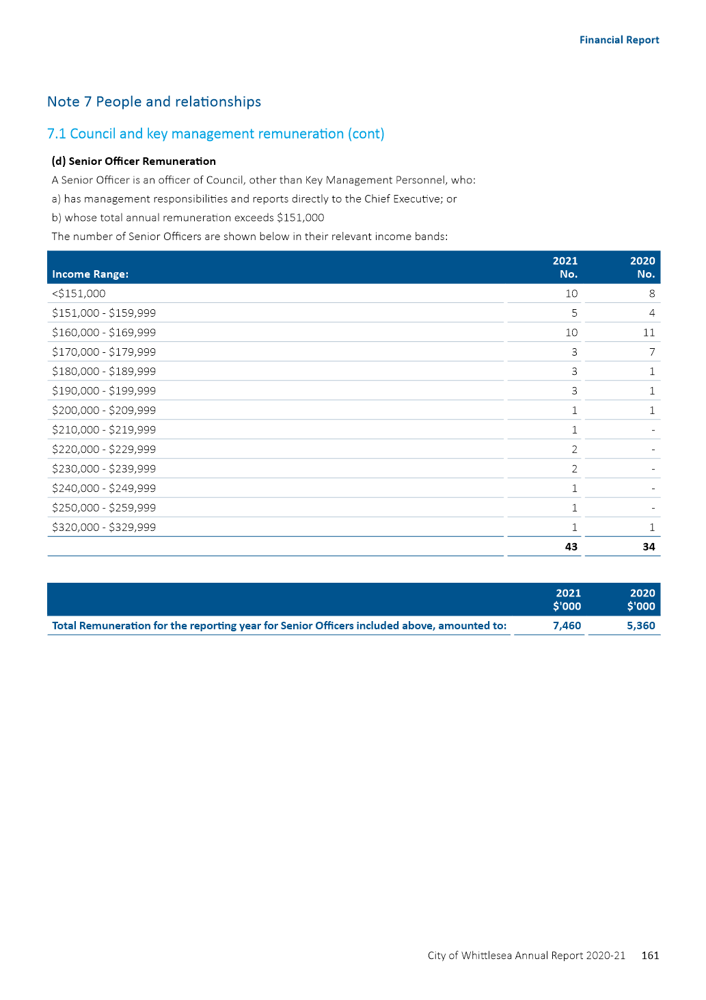 Financial Report
Note 7 People and relationships
7.1 Council and key management remuneration (cont)
(d) Senior Officer Remuneration
A Senior Officer is an officer of Council, other than Key Management Personnel, who:
a) has management responsibilities and reports directly to the Chief Executive; or
b) whose total annual remuneration exceeds $151,000
The number of Senior Officers are shown below in their relevant income bands:
2021 2020
Income Range: No. No.
<$151,000 10 8
$151,000 - $159,999 5 4
$160,000 - $169,999 10 11
$170,000 - $179,999 3 7
$180,000 - $189,999 3 1
$190,000 - $199,999 3 1
$200,000 - $209,999 1 1
$210,000 - $219,999 1 -
$220,000 - $229,999 2 -
$230,000 - $239,999 2 -
$240,000 - $249,999 1 -
$250,000 - $259,999 1 -
$320,000 - $329,999 1 1
43 34
2021 2020
$'000 $'000
Total Remuneration for the reporting year for Senior Officers included above, amounted to: 7,460 5,360
City of Whittlesea Annual Report 2020-21 161